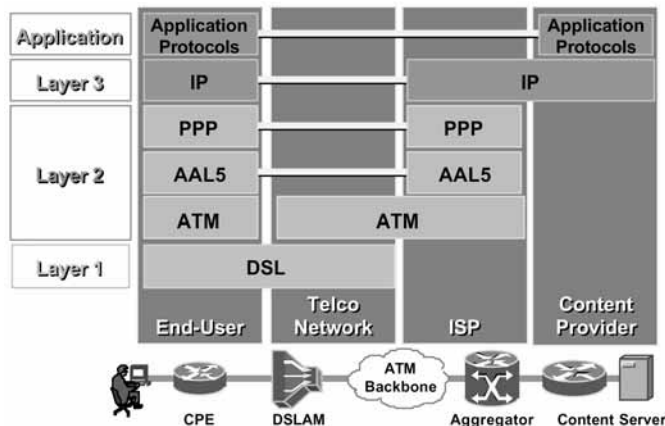 Application
Application
Protocols
Application
Protocols
Layer 3
IP
IP
Layer 2
PPP
PPP
AAL5
AAL5
ATM
ATM
Layer 1
DSL
End-User
Telco
Network
ISP
Content
Provider
ATM
Backbone
CPE
DSLAM
Aggregator
Content Server